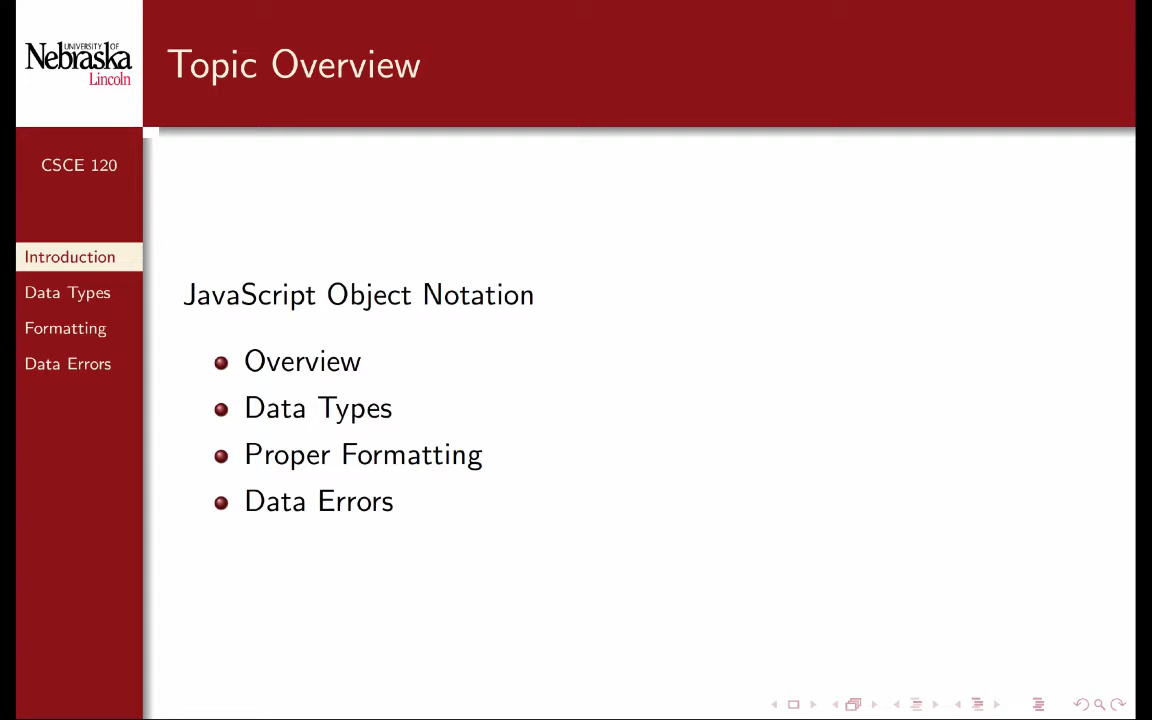 UNIVERSITY OF
Nebraska
Lincoln
Topic Overview
CSCE 120
Introduction
Data Types
Formatting
Data Errors
JavaScript Object Notation
Overview
Data Types
Proper Formatting
Data Errors